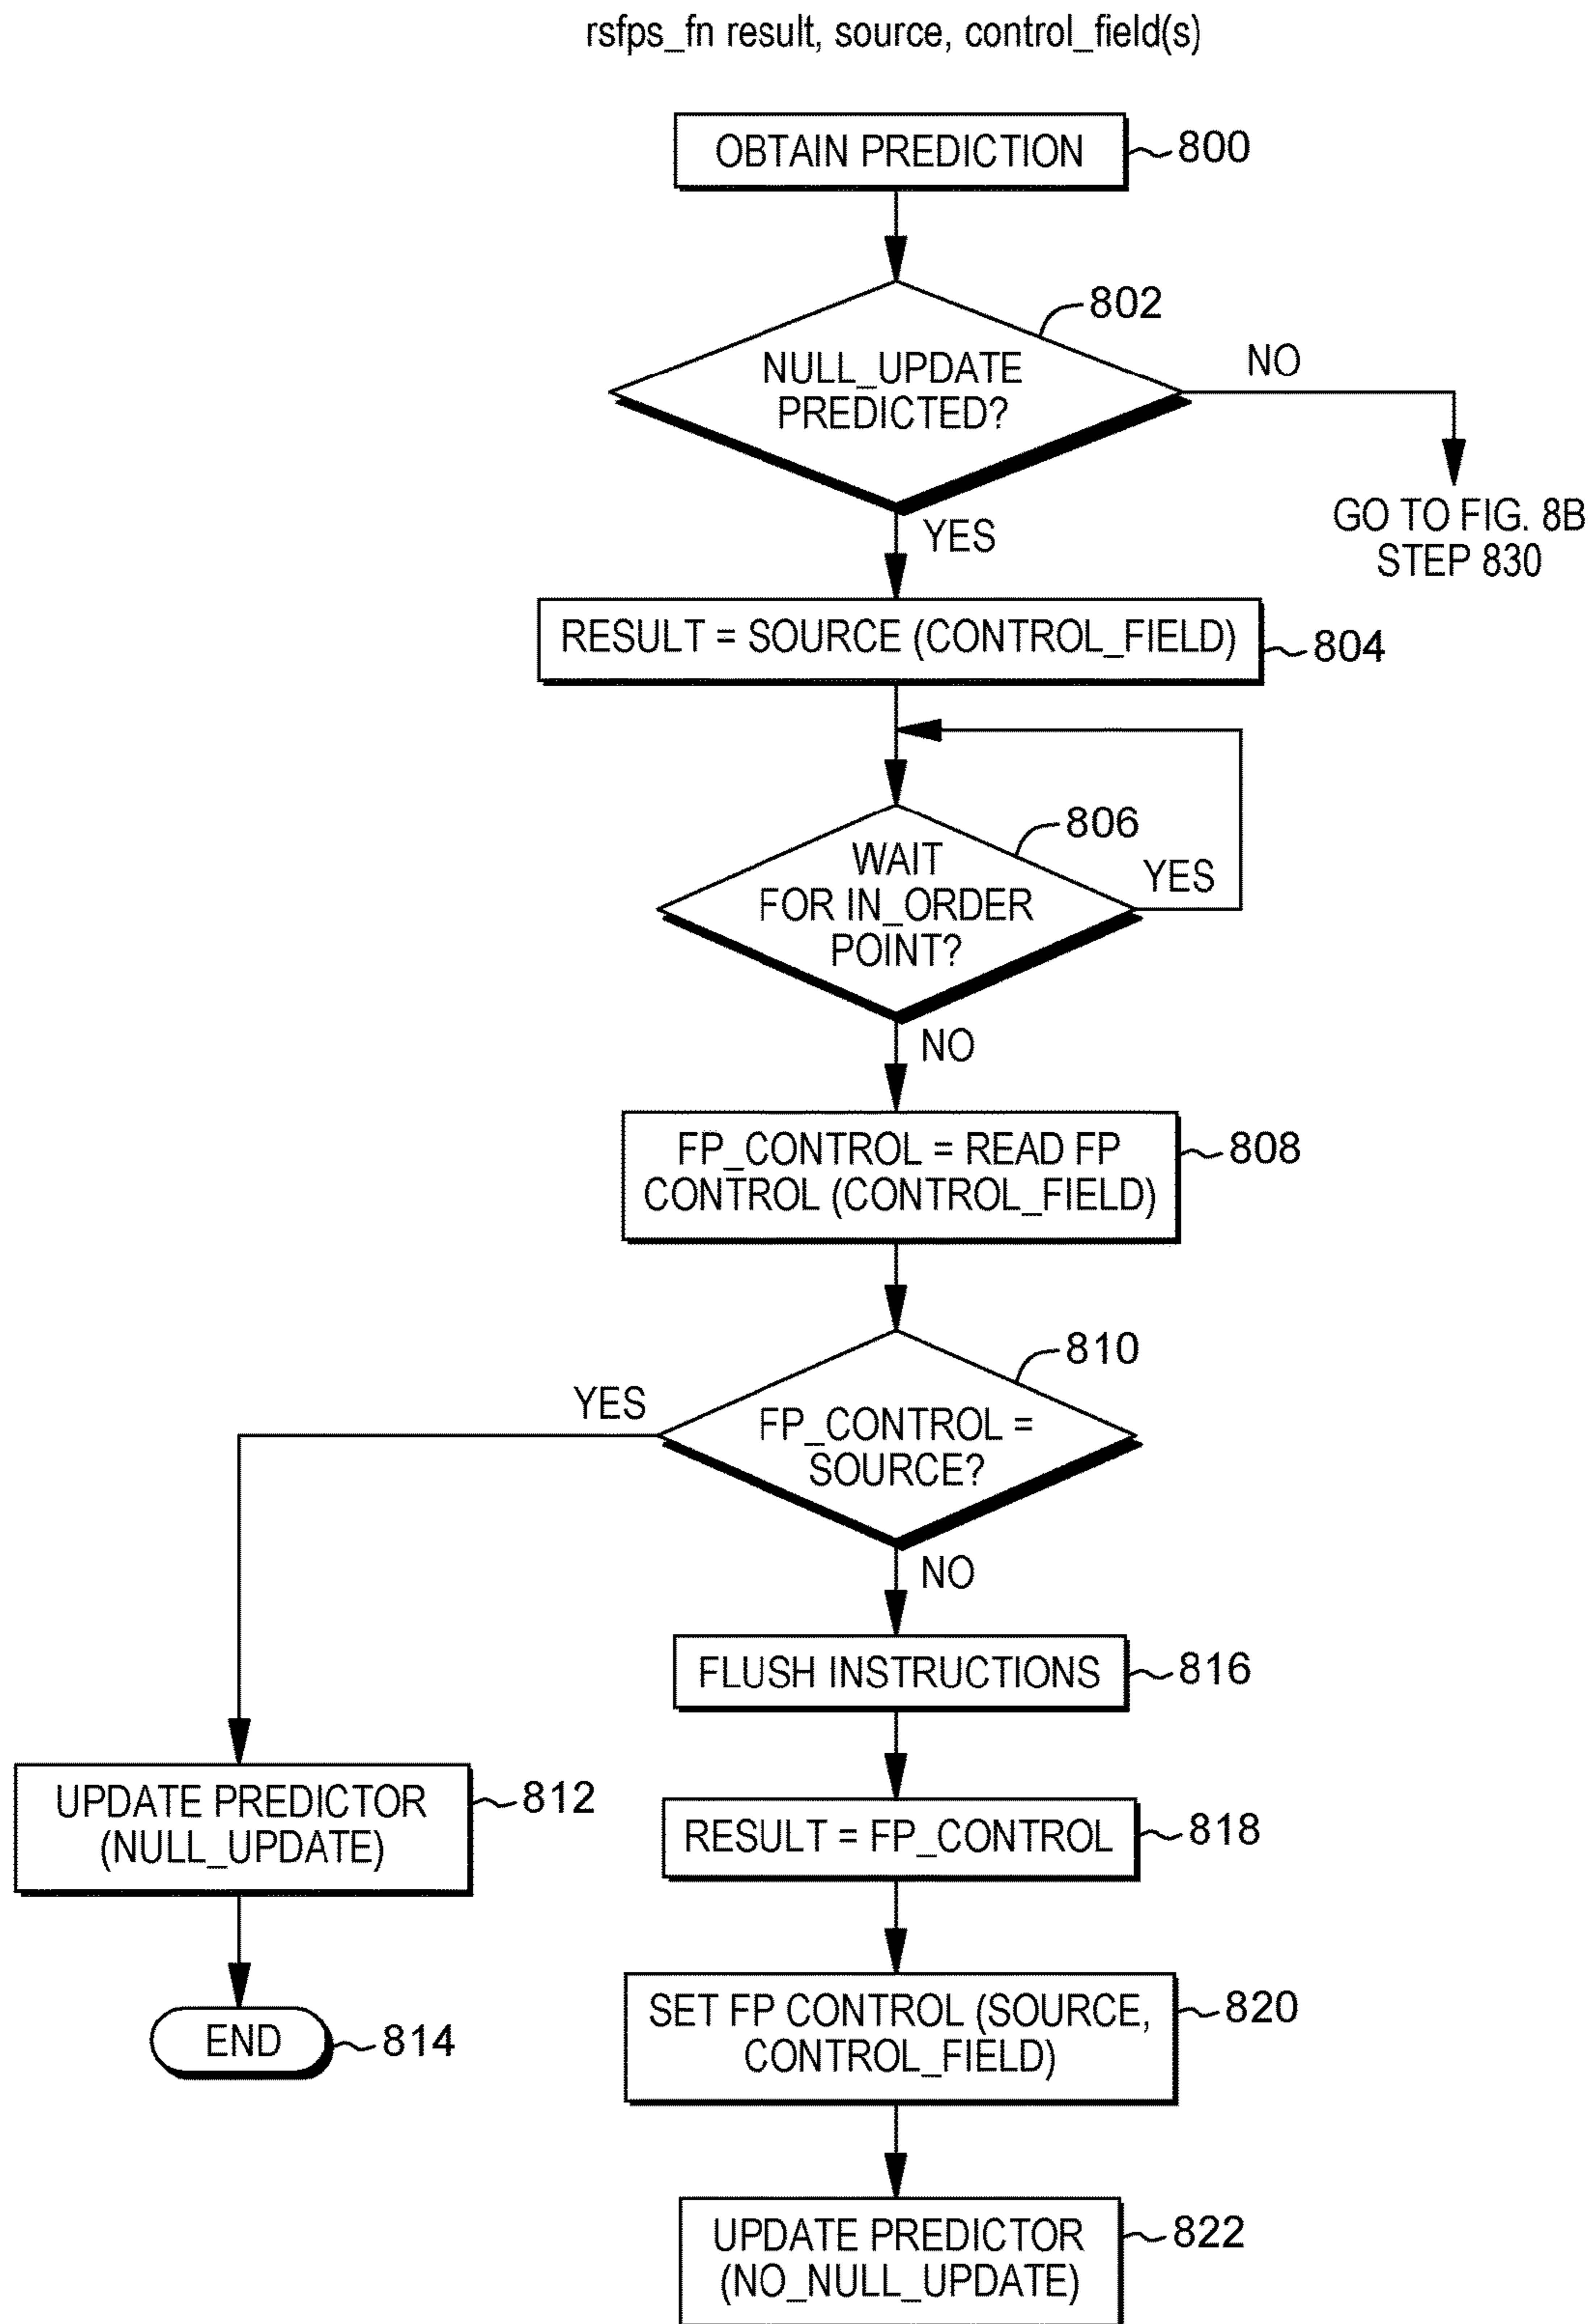 rsfps_fn result, source, control_field(s)
OBTAIN PREDICTION
800
802
NULL_UPDATE
PREDICTED?
NO
GO TO FIG. 8B
STEP 830
YES
RESULT = SOURCE (CONTROL_FIELD)
804
806
WAIT
FOR IN_ORDER
POINT?
YES
NO
FP_CONTROL = READ FP
CONTROL (CONTROL_FIELD)
808
810
YES
FP_CONTROL =
SOURCE?
NO
FLUSH INSTRUCTIONS
816
UPDATE PREDICTOR
(NULL_UPDATE)
812
RESULT = FP_CONTROL
818
END
814
SET FP CONTROL (SOURCE,
CONTROL_FIELD)
820
UPDATE PREDICTOR
(NO_NULL_UPDATE)
822